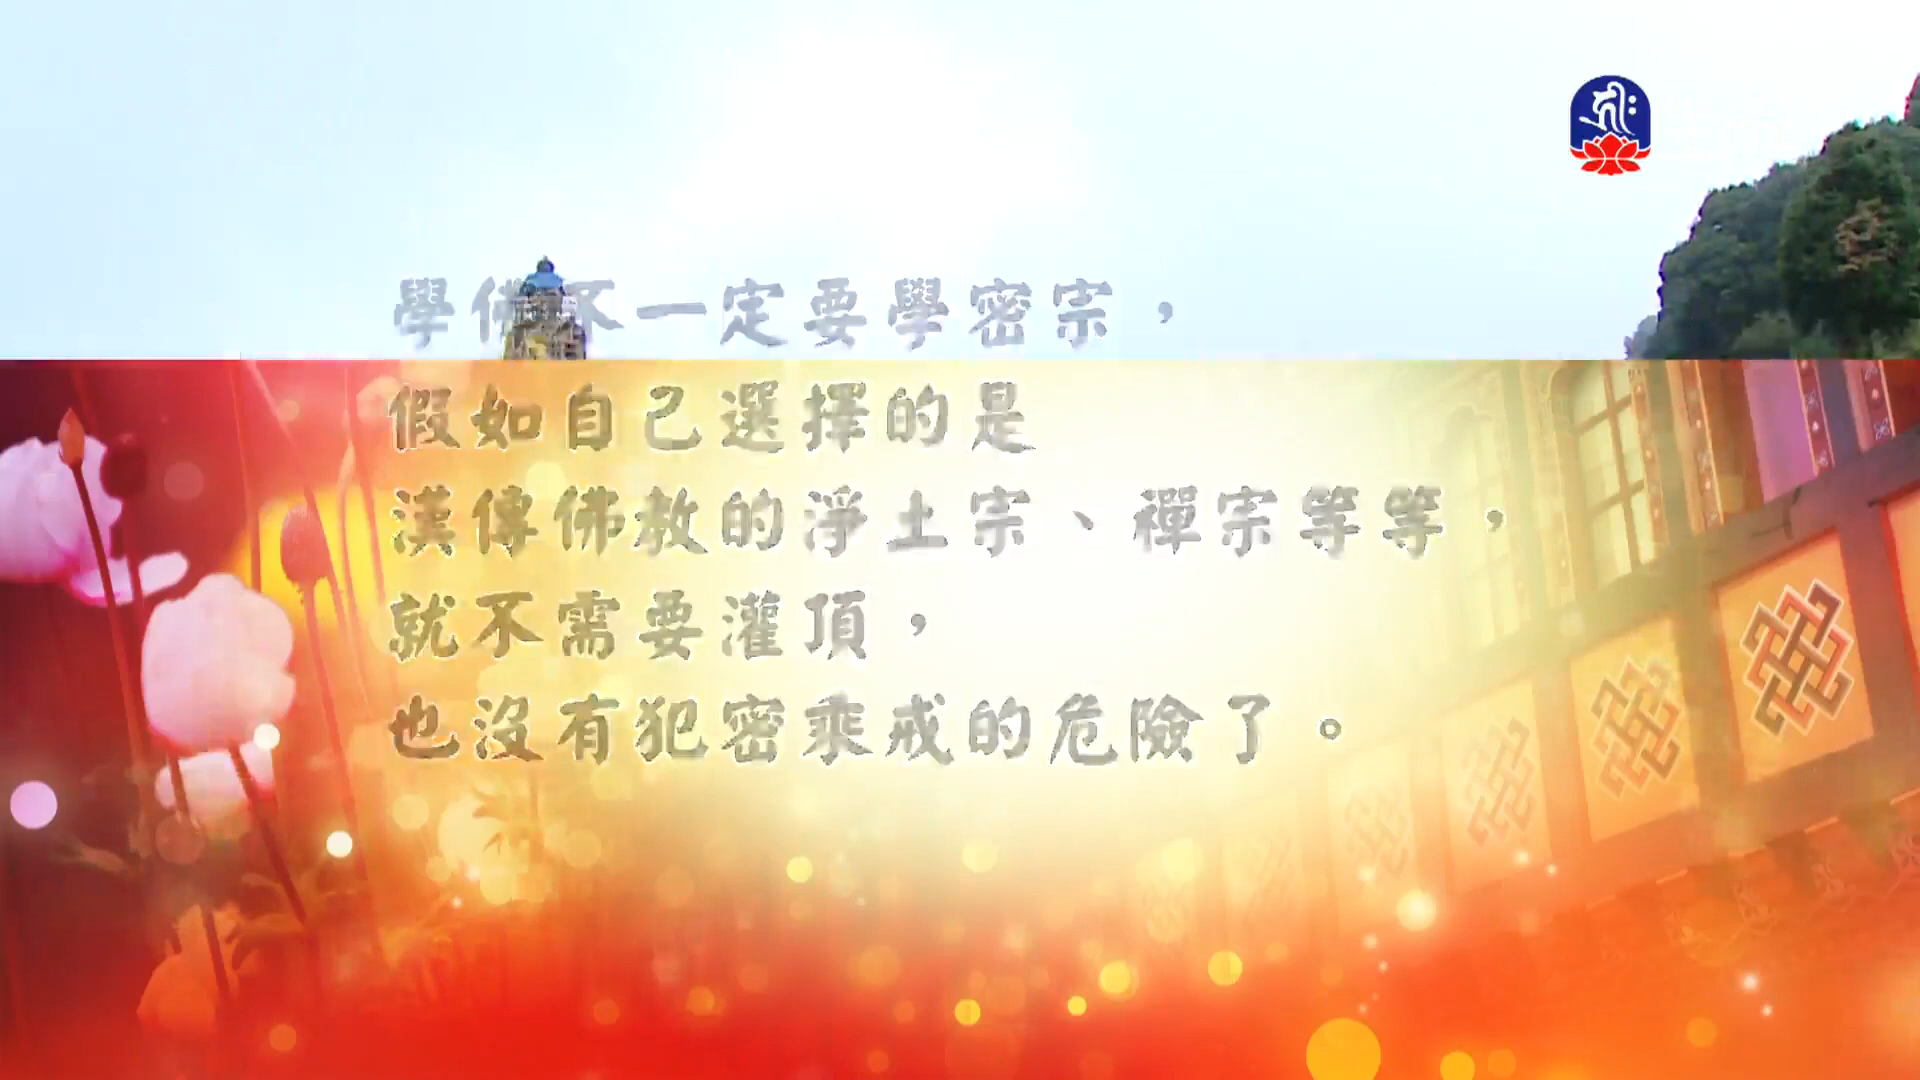 學佛不一定要學密宗，
假如自己選擇的是
漢傳佛教的淨土宗、禪宗等等，
就不需要灌頂，
也沒有犯密乘戒的危險了。